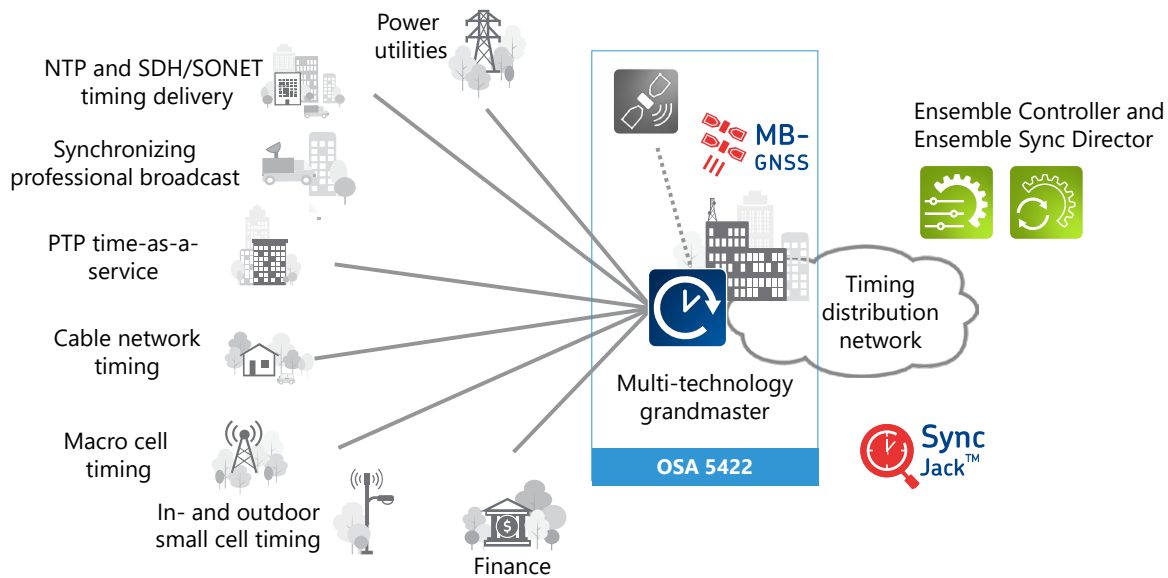 Power
utilities
NTP and SDH/SONET
timing delivery
Synchronizing
professional broadcast
PTP time-as-a-
service
Cable network
timing
Macro cell
timing
In- and outdoor
small cell timing
$
Finance
MB-
GNSS
Multi-technology
grandmaster
OSA 5422
Timing
distribution
network
Ensemble Controller and
Ensemble Sync Director
Sync
Jack™